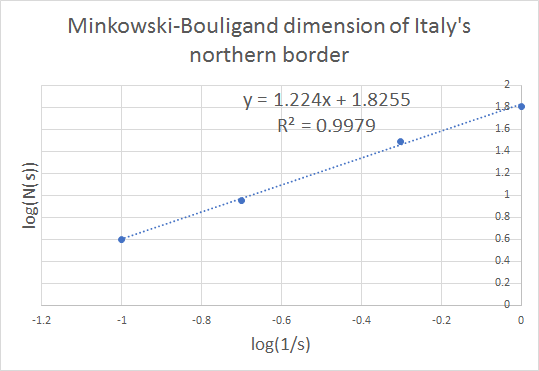 Minkowski-Bouligand dimension of Italy's
northern border
y = 1.224x + 1.8255
R² = 0.9979
2
1.8
1.6
1.4
1.2
1
0.8
0.6
0.4
0.2
0
log(N(s))
-1.2 -1 -0.8 -0.6 -0.4 -0.2 0
log(1/s)